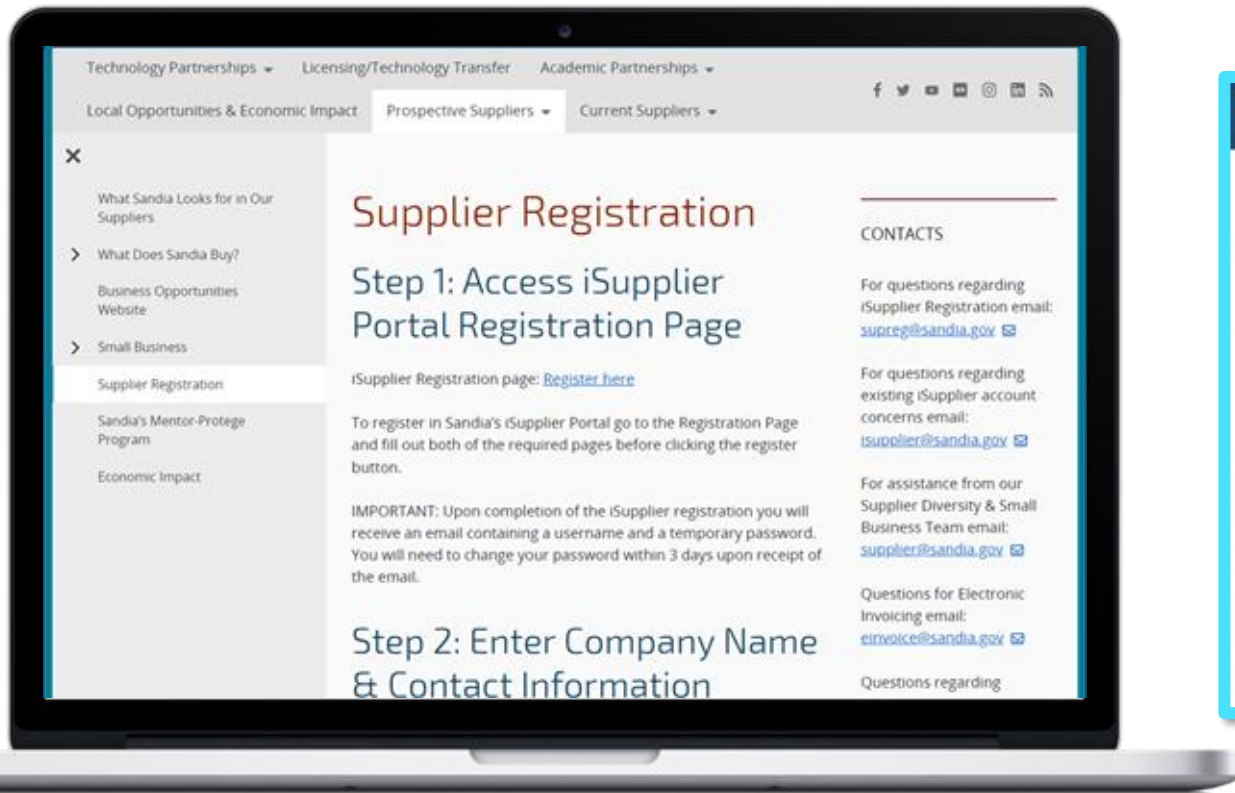 Technology Partnerships Licensing/Technology Transfer Academic Partnerships
Local Opportunities & Economic Impact Prospective Suppliers Current Suppliers
What Sandia Looks for in Our
Suppliers
What Does Sandia Buy?
Business Opportunities
Website
Small Business
Supplier Registration
Sandia's Mentor-Protege
Program
Economic Impact
Supplier Registration
Step 1: Access iSupplier
Portal Registration Page
iSupplier Registration page: Register here
To register in Sandia's iSupplier Portal go to the Registration Page
and fill out both of the required pages before clicking the register
button.
IMPORTANT: Upon completion of the iSupplier registration you will
receive an email containing a username and a temporary password.
You will need to change your password within 3 days upon receipt of
the email.
Step 2: Enter Company Name
& Contact Information
CONTACTS
For questions regarding
iSupplier Registration email:
supreg@sandia.gov
For questions regarding
existing iSupplier account
concerns email:
isupplier@sandia.gov
For assistance from our
Supplier Diversity & Small
Business Team email:
supplier@sandia.gov
Questions for Electronic
Invoicing email:
einvoice@sandia.gov
Questions regarding